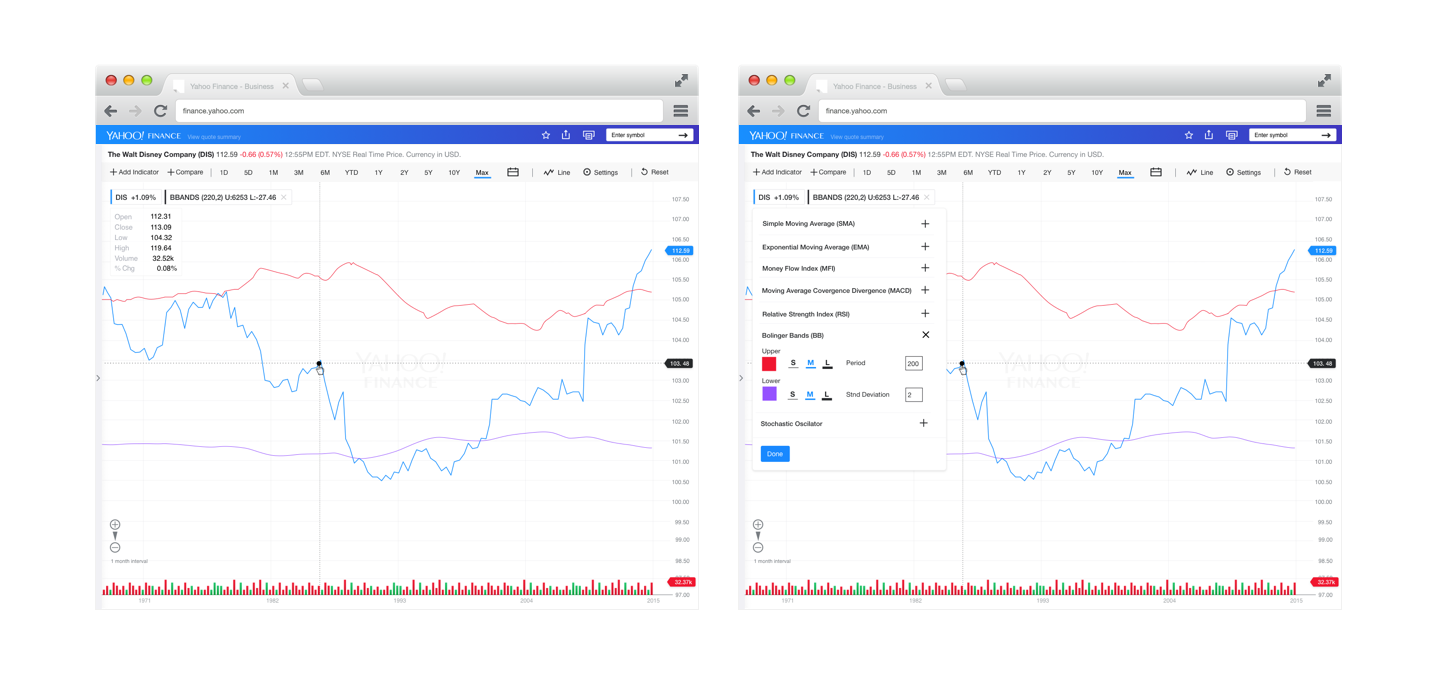 Yahoo Finance - Business
finance.yahoo.com
YAHOO! FINANCE View quote summary Enter symbol
The Walt Disney Company (DIS) 112.59 -0.66 (0.57%) 12:55PM EDT. NYSE Real Time Price. Currency in USD.
Add Indicator Compare 1D 5D 1M 3M 6M YTD 1Y 2Y 5Y 10Y Max Line Settings Reset
DIS +1.09% BBANDS (220,2) U:6253 L:-27.46
Open 112.31
Close 113.09
Low 104.32
High 119.64
Volume 32.52k
% Chg 0.08%
YAHOO!
FINANCE
107.50
107.00
106.50
112.59
106.00
105.50
105.00
104.50
104.00
103.48
103.00
102.50
102.00
101.50
101.00
100.50
100.00
99.50
99.00
98.50
32.37k
97.00
1 month interval
1971 1982 1993 2004 2015
Yahoo Finance - Business
finance.yahoo.com
YAHOO! FINANCE View quote summary Enter symbol
The Walt Disney Company (DIS) 112.59 -0.66 (0.57%) 12:55PM EDT. NYSE Real Time Price. Currency in USD.
Add Indicator Compare 1D 5D 1M 3M 6M YTD 1Y 2Y 5Y 10Y Max Line Settings Reset
DIS +1.09% BBANDS (220,2) U:6253 L:-27.46
Simple Moving Average (SMA)
Exponential Moving Average (EMA)
Money Flow Index (MFI)
Moving Average Covergence Divergence (MACD)
Relative Strength Index (RSI)
Bolinger Bands (BB)
Upper
S M L Period 200
Lower
S M L Stnd Deviation 2
Stochastic Oscilator
Done
YAHOO!
FINANCE
107.50
107.00
106.50
112.59
106.00
105.50
105.00
104.50
104.00
103.48
103.00
102.50
102.00
101.50
101.00
100.50
100.00
99.50
99.00
98.50
32.37k
97.00
1 month interval
1971 1982 1993 2004 2015